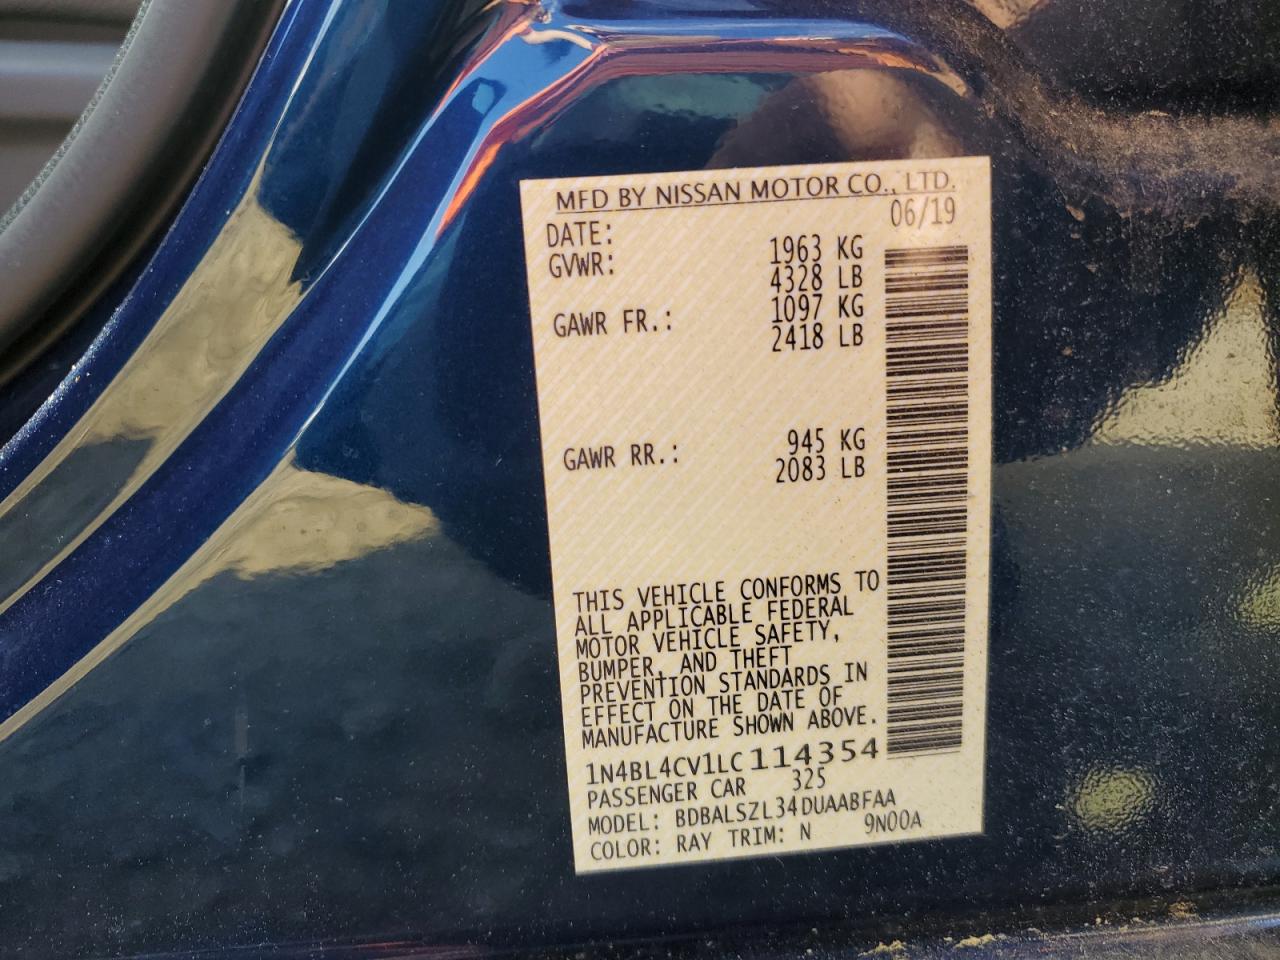 MFD BY NISSAN MOTOR CO., LTD.
DATE: 06/19
GVWR: 1963 KG
4328 LB
GAWR FR.: 1097 KG
2418 LB
GAWR RR.: 945 KG
2083 LB
THIS VEHICLE CONFORMS TO
ALL APPLICABLE FEDERAL
MOTOR VEHICLE SAFETY,
BUMPER, AND THEFT
PREVENTION STANDARDS IN
EFFECT ON THE DATE OF
MANUFACTURE SHOWN ABOVE.
1N4BL4CV1LC114354
PASSENGER CAR 325
MODEL: BDBALSZL34DUAABFAA
COLOR: RAY TRIM: N 9N00A